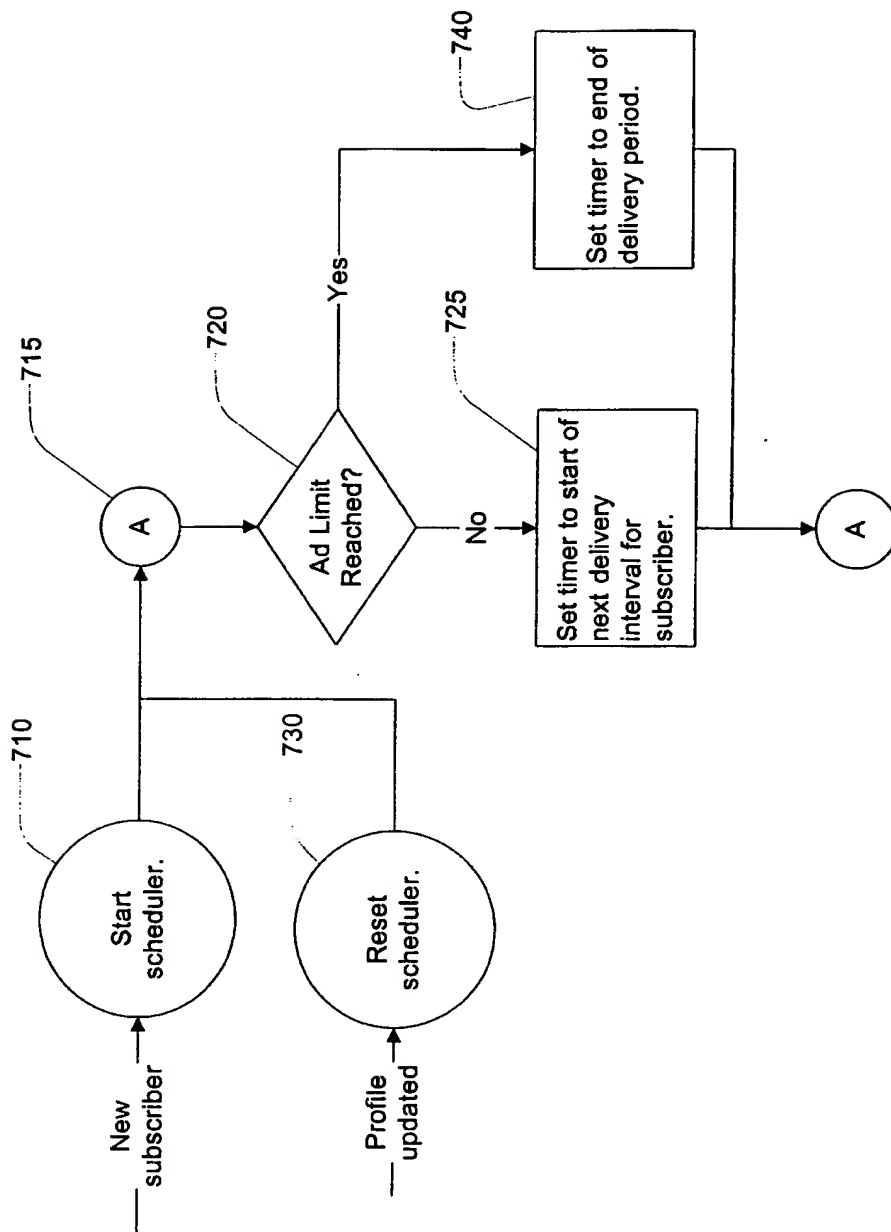 New
subscriber
Start
scheduler.
710
Profile
updated
Reset
scheduler.
730
A
715
Ad Limit
Reached?
720
Yes
No
Set timer to start of
next delivery
interval for
subscriber.
725
Set timer to end of
delivery period.
740
A